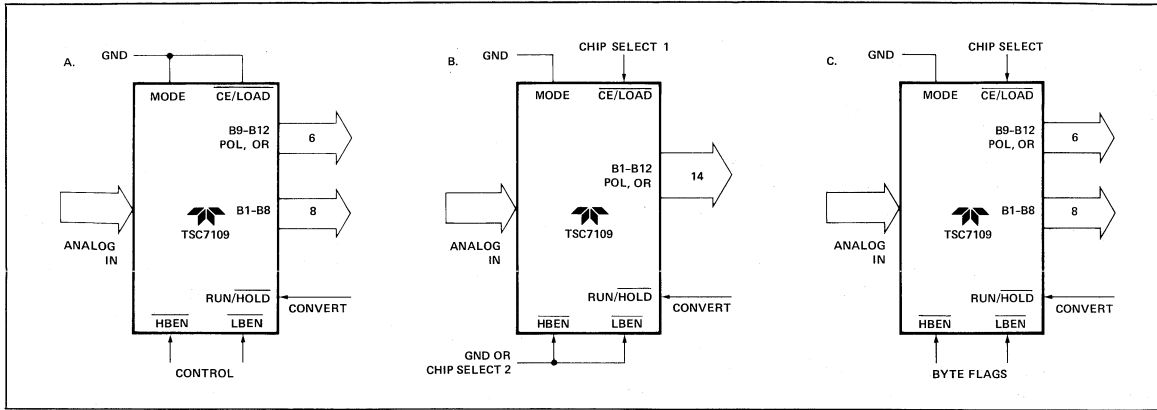 A.
GND
MODE
CE/LOAD
B9–B12
POL, OR
6
B1–B8
8
TSC7109
ANALOG
IN
RUN/HOLD
CONVERT
HBEN
LBEN
CONTROL
B.
GND
CHIP SELECT 1
MODE
CE/LOAD
B1–B12
POL, OR
14
TSC7109
ANALOG
IN
RUN/HOLD
CONVERT
HBEN
LBEN
GND OR
CHIP SELECT 2
C.
GND
CHIP SELECT
MODE
CE/LOAD
B9–B12
POL, OR
6
B1–B8
8
TSC7109
ANALOG
IN
RUN/HOLD
CONVERT
HBEN
LBEN
BYTE FLAGS